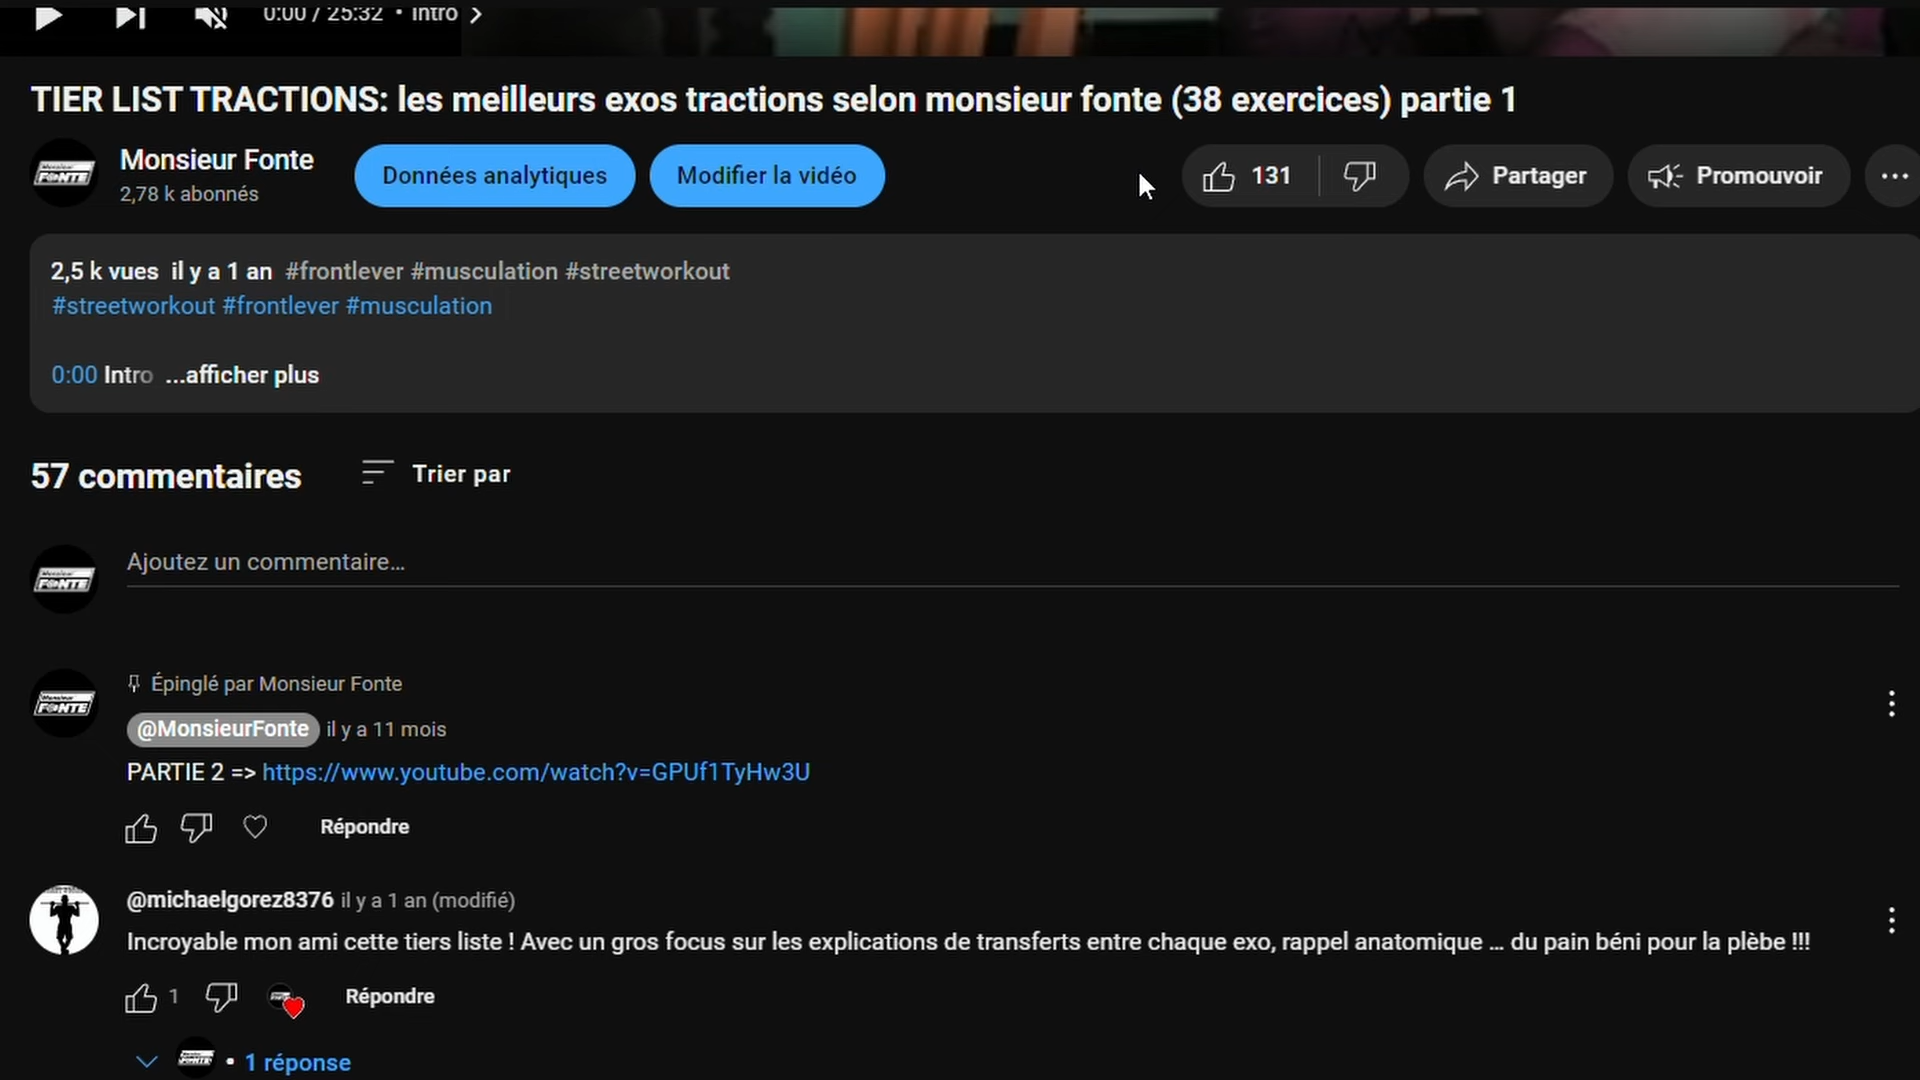 0:00 / 25:32 • Intro
TIER LIST TRACTIONS: les meilleurs exos tractions selon monsieur fonte (38 exercices) partie 1
Monsieur Fonte
2,78 k abonnés
Données analytiques
Modifier la vidéo
131
Partager
Promouvoir
2,5 k vues il y a 1 an #frontlever #musculation #streetworkout
#streetworkout #frontlever #musculation
0:00 Intro ...afficher plus
57 commentaires
Trier par
Monsieur FONTE
Ajoutez un commentaire...
Monsieur FONTE
Épinglé par Monsieur Fonte
@MonsieurFonte il y a 11 mois
PARTIE 2 => https://www.youtube.com/watch?v=GPUf1TyHw3U
Répondre
@michaelgorez8376 il y a 1 an (modifié)
Incroyable mon ami cette tiers liste ! Avec un gros focus sur les explications de transferts entre chaque exo, rappel anatomique ... du pain béni pour la plèbe !!!
1
Répondre
• 1 réponse